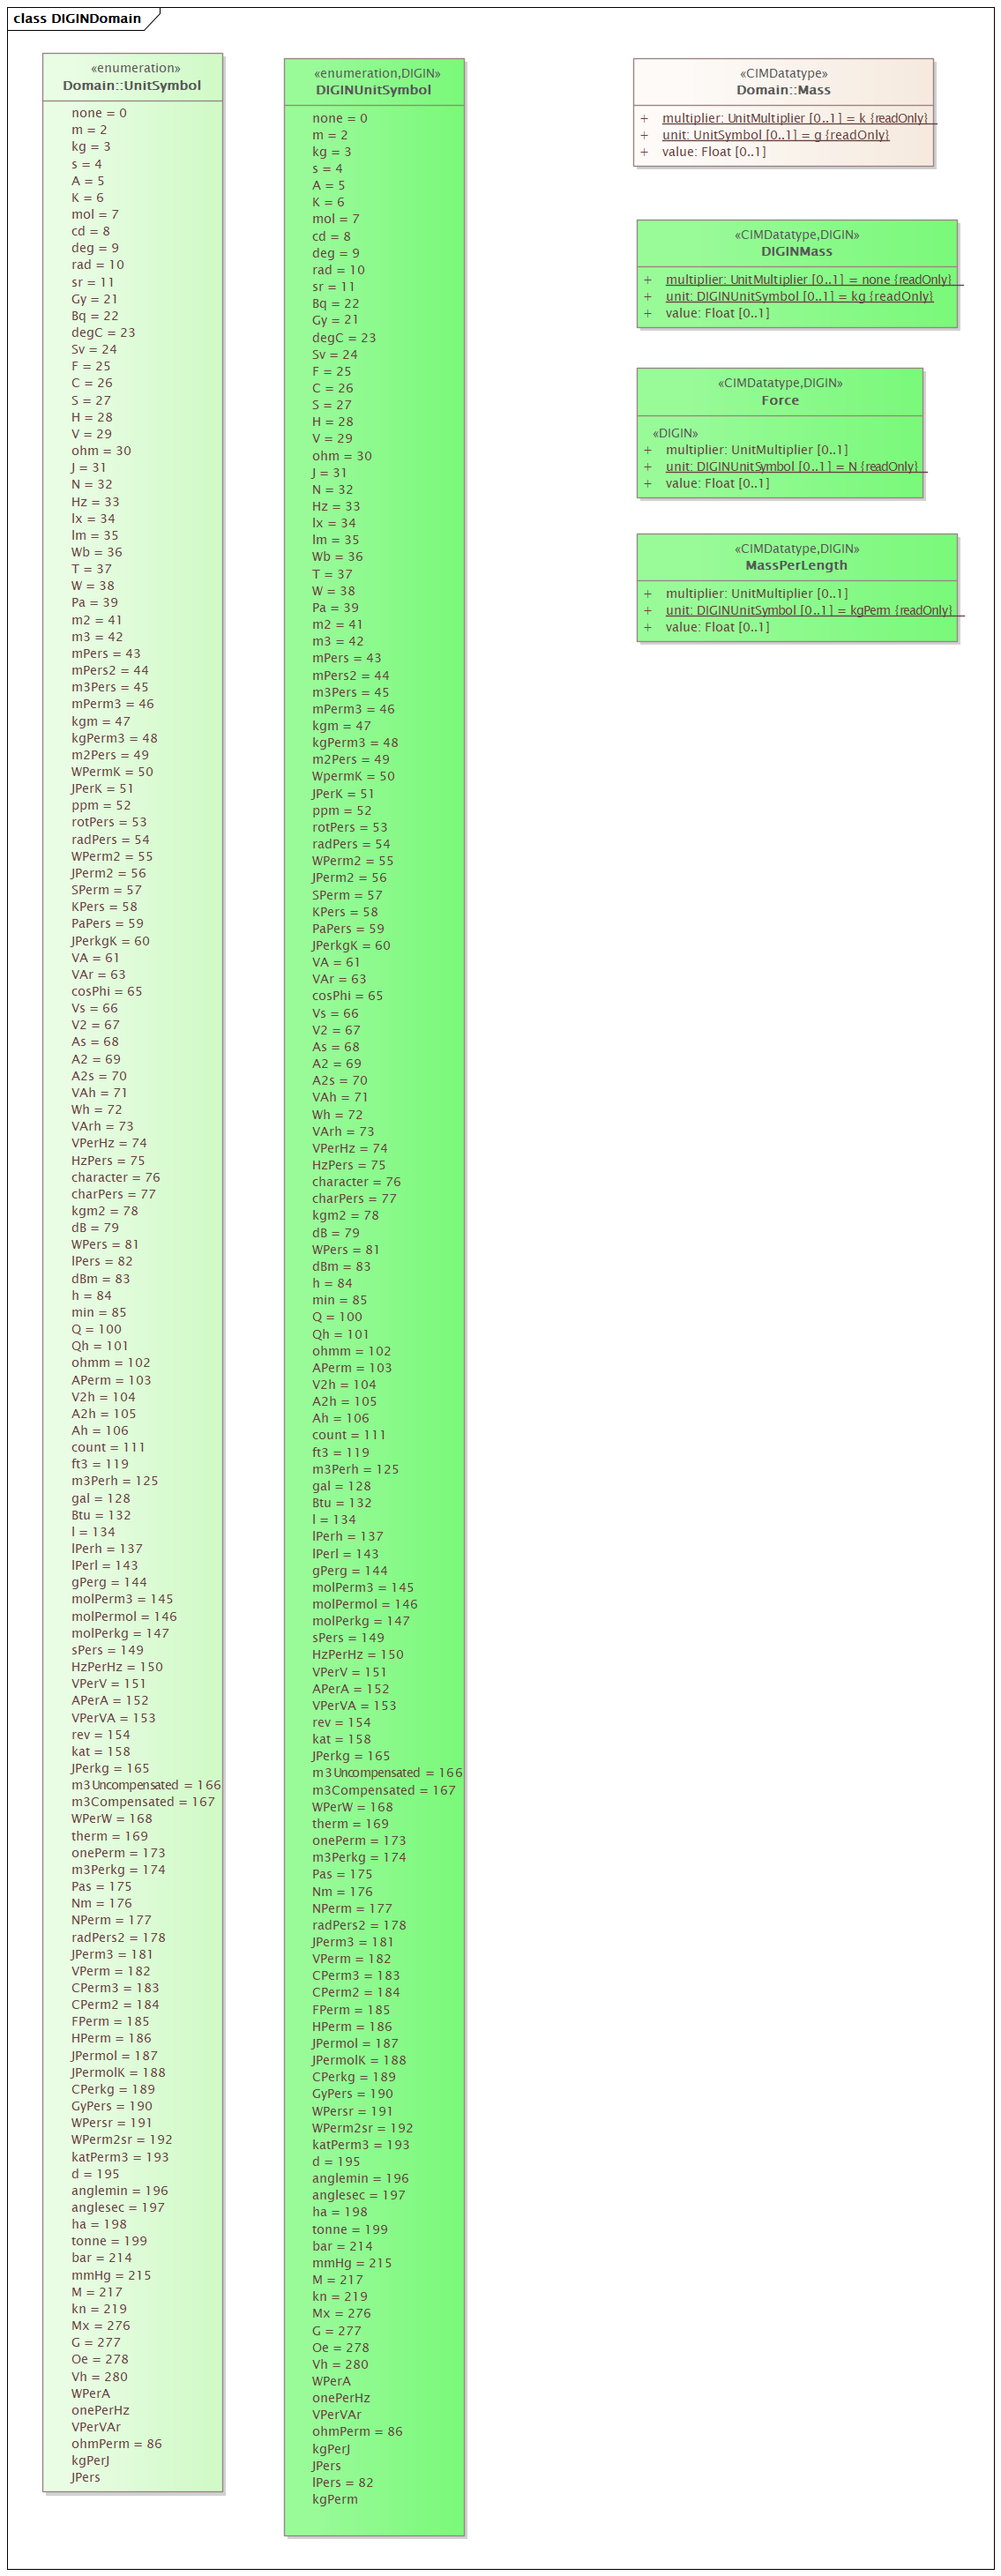 class DIGINDomain
«enumeration»
Domain::UnitSymbol
none = 0
m = 2
kg = 3
s = 4
A = 5
K = 6
mol = 7
cd = 8
deg = 9
rad = 10
sr = 11
Gy = 21
Bq = 22
degC = 23
Sv = 24
F = 25
C = 26
S = 27
H = 28
V = 29
ohm = 30
J = 31
N = 32
Hz = 33
lx = 34
lm = 35
Wb = 36
T = 37
W = 38
Pa = 39
m2 = 41
m3 = 42
mPers = 43
mPers2 = 44
m3Pers = 45
mPerm3 = 46
kgm = 47
kgPerm3 = 48
m2Pers = 49
WPermK = 50
JPerK = 51
ppm = 52
rotPers = 53
radPers = 54
WPerm2 = 55
JPerm2 = 56
SPerm = 57
KPers = 58
PaPers = 59
JPerkgK = 60
VA = 61
VAr = 63
cosPhi = 65
Vs = 66
V2 = 67
As = 68
A2 = 69
A2s = 70
VAh = 71
Wh = 72
VArh = 73
VPerHz = 74
HzPers = 75
character = 76
charPers = 77
kgm2 = 78
dB = 79
WPers = 81
lPers = 82
dBm = 83
h = 84
min = 85
Q = 100
Qh = 101
ohmm = 102
APerm = 103
V2h = 104
A2h = 105
Ah = 106
count = 111
ft3 = 119
m3Perh = 125
gal = 128
Btu = 132
l = 134
lPerh = 137
lPerl = 143
gPerg = 144
molPerm3 = 145
molPermol = 146
molPerkg = 147
sPers = 149
HzPerHz = 150
VPerV = 151
APerA = 152
VPerVA = 153
rev = 154
kat = 158
JPerkg = 165
m3Uncompensated = 166
m3Compensated = 167
WPerW = 168
therm = 169
onePerm = 173
m3Perkg = 174
Pas = 175
Nm = 176
NPerm = 177
radPers2 = 178
JPerm3 = 181
VPerm = 182
CPerm3 = 183
CPerm2 = 184
FPerm = 185
HPerm = 186
JPermol = 187
JPermolK = 188
CPerkg = 189
GyPers = 190
WPersr = 191
WPerm2sr = 192
katPerm3 = 193
d = 195
anglemin = 196
anglesec = 197
ha = 198
tonne = 199
bar = 214
mmHg = 215
M = 217
kn = 219
Mx = 276
G = 277
Oe = 278
Vh = 280
WPerA
onePerHz
VPerVAr
ohmPerm = 86
kgPerJ
JPers
«enumeration,DIGIN»
DIGINUnitSymbol
none = 0
m = 2
kg = 3
s = 4
A = 5
K = 6
mol = 7
cd = 8
deg = 9
rad = 10
sr = 11
Bq = 22
Gy = 21
degC = 23
Sv = 24
F = 25
C = 26
S = 27
H = 28
V = 29
ohm = 30
J = 31
N = 32
Hz = 33
lx = 34
lm = 35
Wb = 36
T = 37
W = 38
Pa = 39
m2 = 41
m3 = 42
mPers = 43
mPers2 = 44
m3Pers = 45
mPerm3 = 46
kgm = 47
kgPerm3 = 48
m2Pers = 49
WpermK = 50
JPerK = 51
ppm = 52
rotPers = 53
radPers = 54
WPerm2 = 55
JPerm2 = 56
SPerm = 57
KPers = 58
PaPers = 59
JPerkgK = 60
VA = 61
VAr = 63
cosPhi = 65
Vs = 66
V2 = 67
As = 68
A2 = 69
A2s = 70
VAh = 71
Wh = 72
VArh = 73
VPerHz = 74
HzPers = 75
character = 76
charPers = 77
kgm2 = 78
dB = 79
WPers = 81
dBm = 83
h = 84
min = 85
Q = 100
Qh = 101
ohmm = 102
APerm = 103
V2h = 104
A2h = 105
Ah = 106
count = 111
ft3 = 119
m3Perh = 125
gal = 128
Btu = 132
l = 134
lPerh = 137
lPerl = 143
gPerg = 144
molPerm3 = 145
molPermol = 146
molPerkg = 147
sPers = 149
HzPerHz = 150
VPerV = 151
APerA = 152
VPerVA = 153
rev = 154
kat = 158
JPerkg = 165
m3Uncompensated = 166
m3Compensated = 167
WPerW = 168
therm = 169
onePerm = 173
m3Perkg = 174
Pas = 175
Nm = 176
NPerm = 177
radPers2 = 178
JPerm3 = 181
VPerm = 182
CPerm3 = 183
CPerm2 = 184
FPerm = 185
HPerm = 186
JPermol = 187
JPermolK = 188
CPerkg = 189
GyPers = 190
WPersr = 191
WPerm2sr = 192
katPerm3 = 193
d = 195
anglemin = 196
anglesec = 197
ha = 198
tonne = 199
bar = 214
mmHg = 215
M = 217
kn = 219
Mx = 276
G = 277
Oe = 278
Vh = 280
WPerA
onePerHz
VPerVAr
ohmPerm = 86
kgPerJ
JPers
lPers = 82
kgPerm
«CIMDatatype»
Domain::Mass
+ multiplier: UnitMultiplier [0..1] = k {readOnly}
+ unit: UnitSymbol [0..1] = g {readOnly}
+ value: Float [0..1]
«CIMDatatype,DIGIN»
DIGINMass
+ multiplier: UnitMultiplier [0..1] = none {readOnly}
+ unit: DIGINUnitSymbol [0..1] = kg {readOnly}
+ value: Float [0..1]
«CIMDatatype,DIGIN»
Force
«DIGIN»
+ multiplier: UnitMultiplier [0..1]
+ unit: DIGINUnitSymbol [0..1] = N {readOnly}
+ value: Float [0..1]
«CIMDatatype,DIGIN»
MassPerLength
+ multiplier: UnitMultiplier [0..1]
+ unit: DIGINUnitSymbol [0..1] = kgPerm {readOnly}
+ value: Float [0..1]